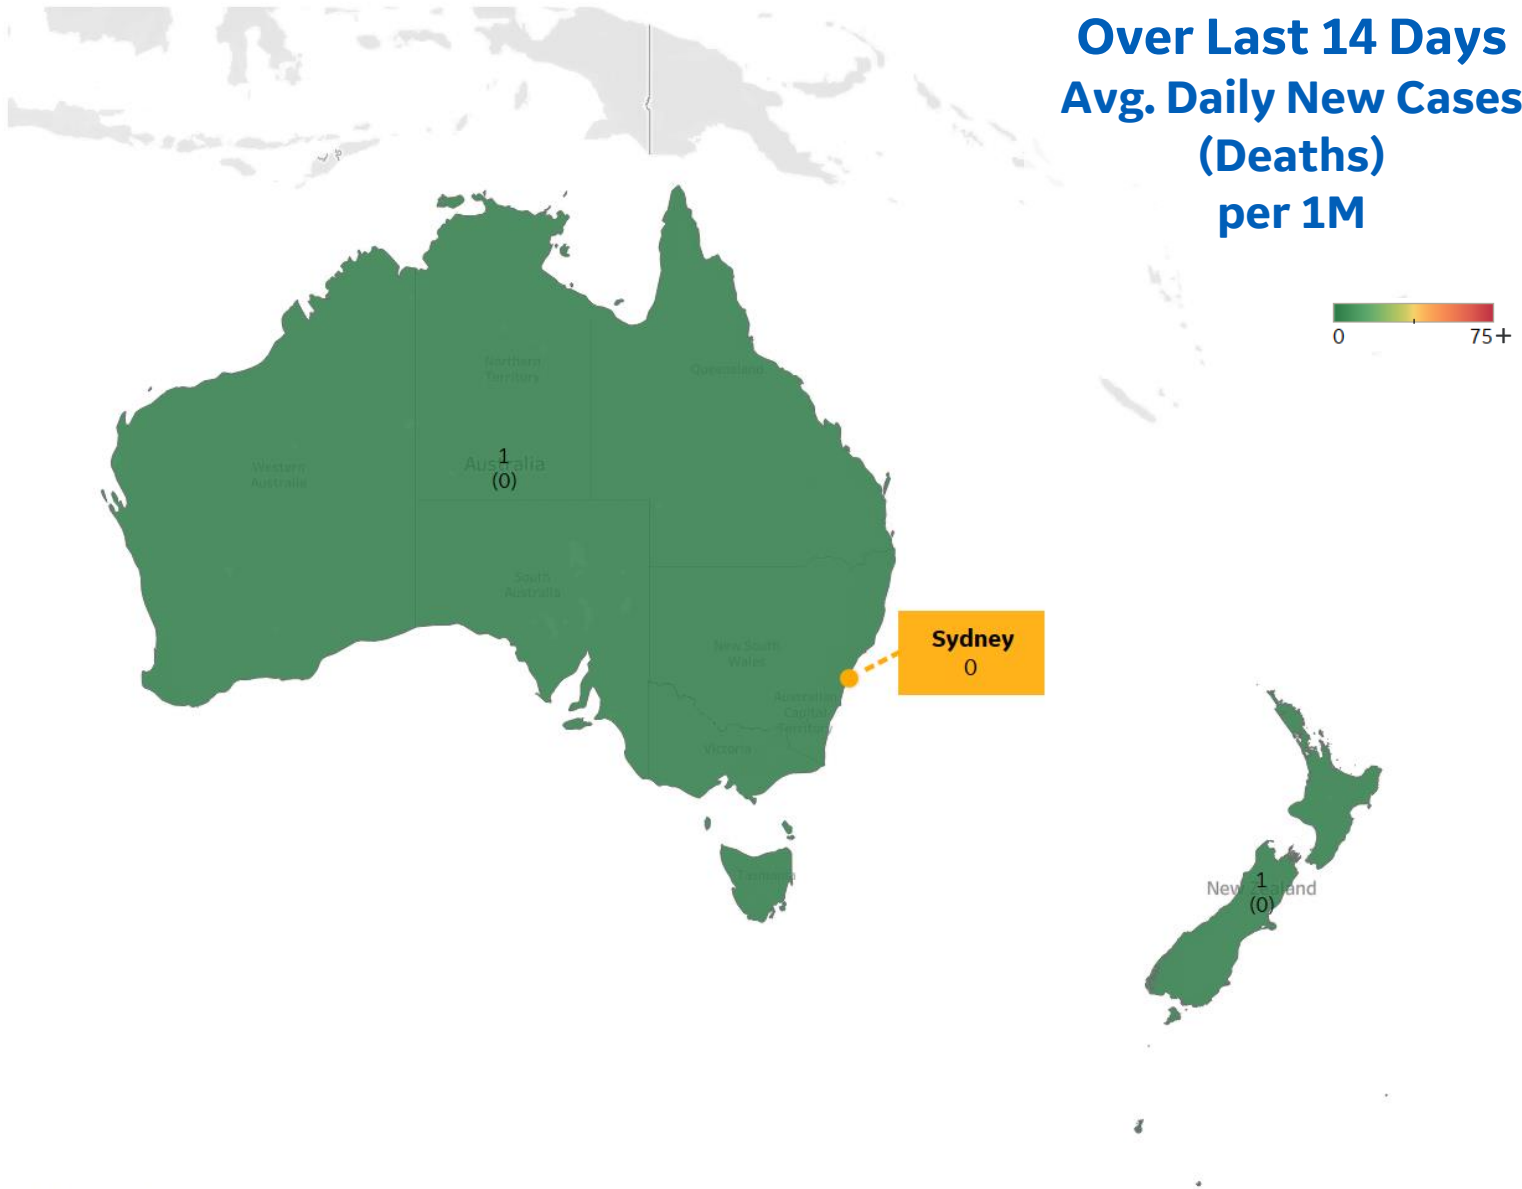 Over Last 14 Days
Avg. Daily New Cases
(Deaths)
per 1M
0
75+
Northern
Territory
Queensland
Western
Australia
1
Australia
(0)
South
Australia
New South
Wales
Sydney
0
Australian
Capital
Territory
Victoria
Tasmania
1
New Zealand
(0)